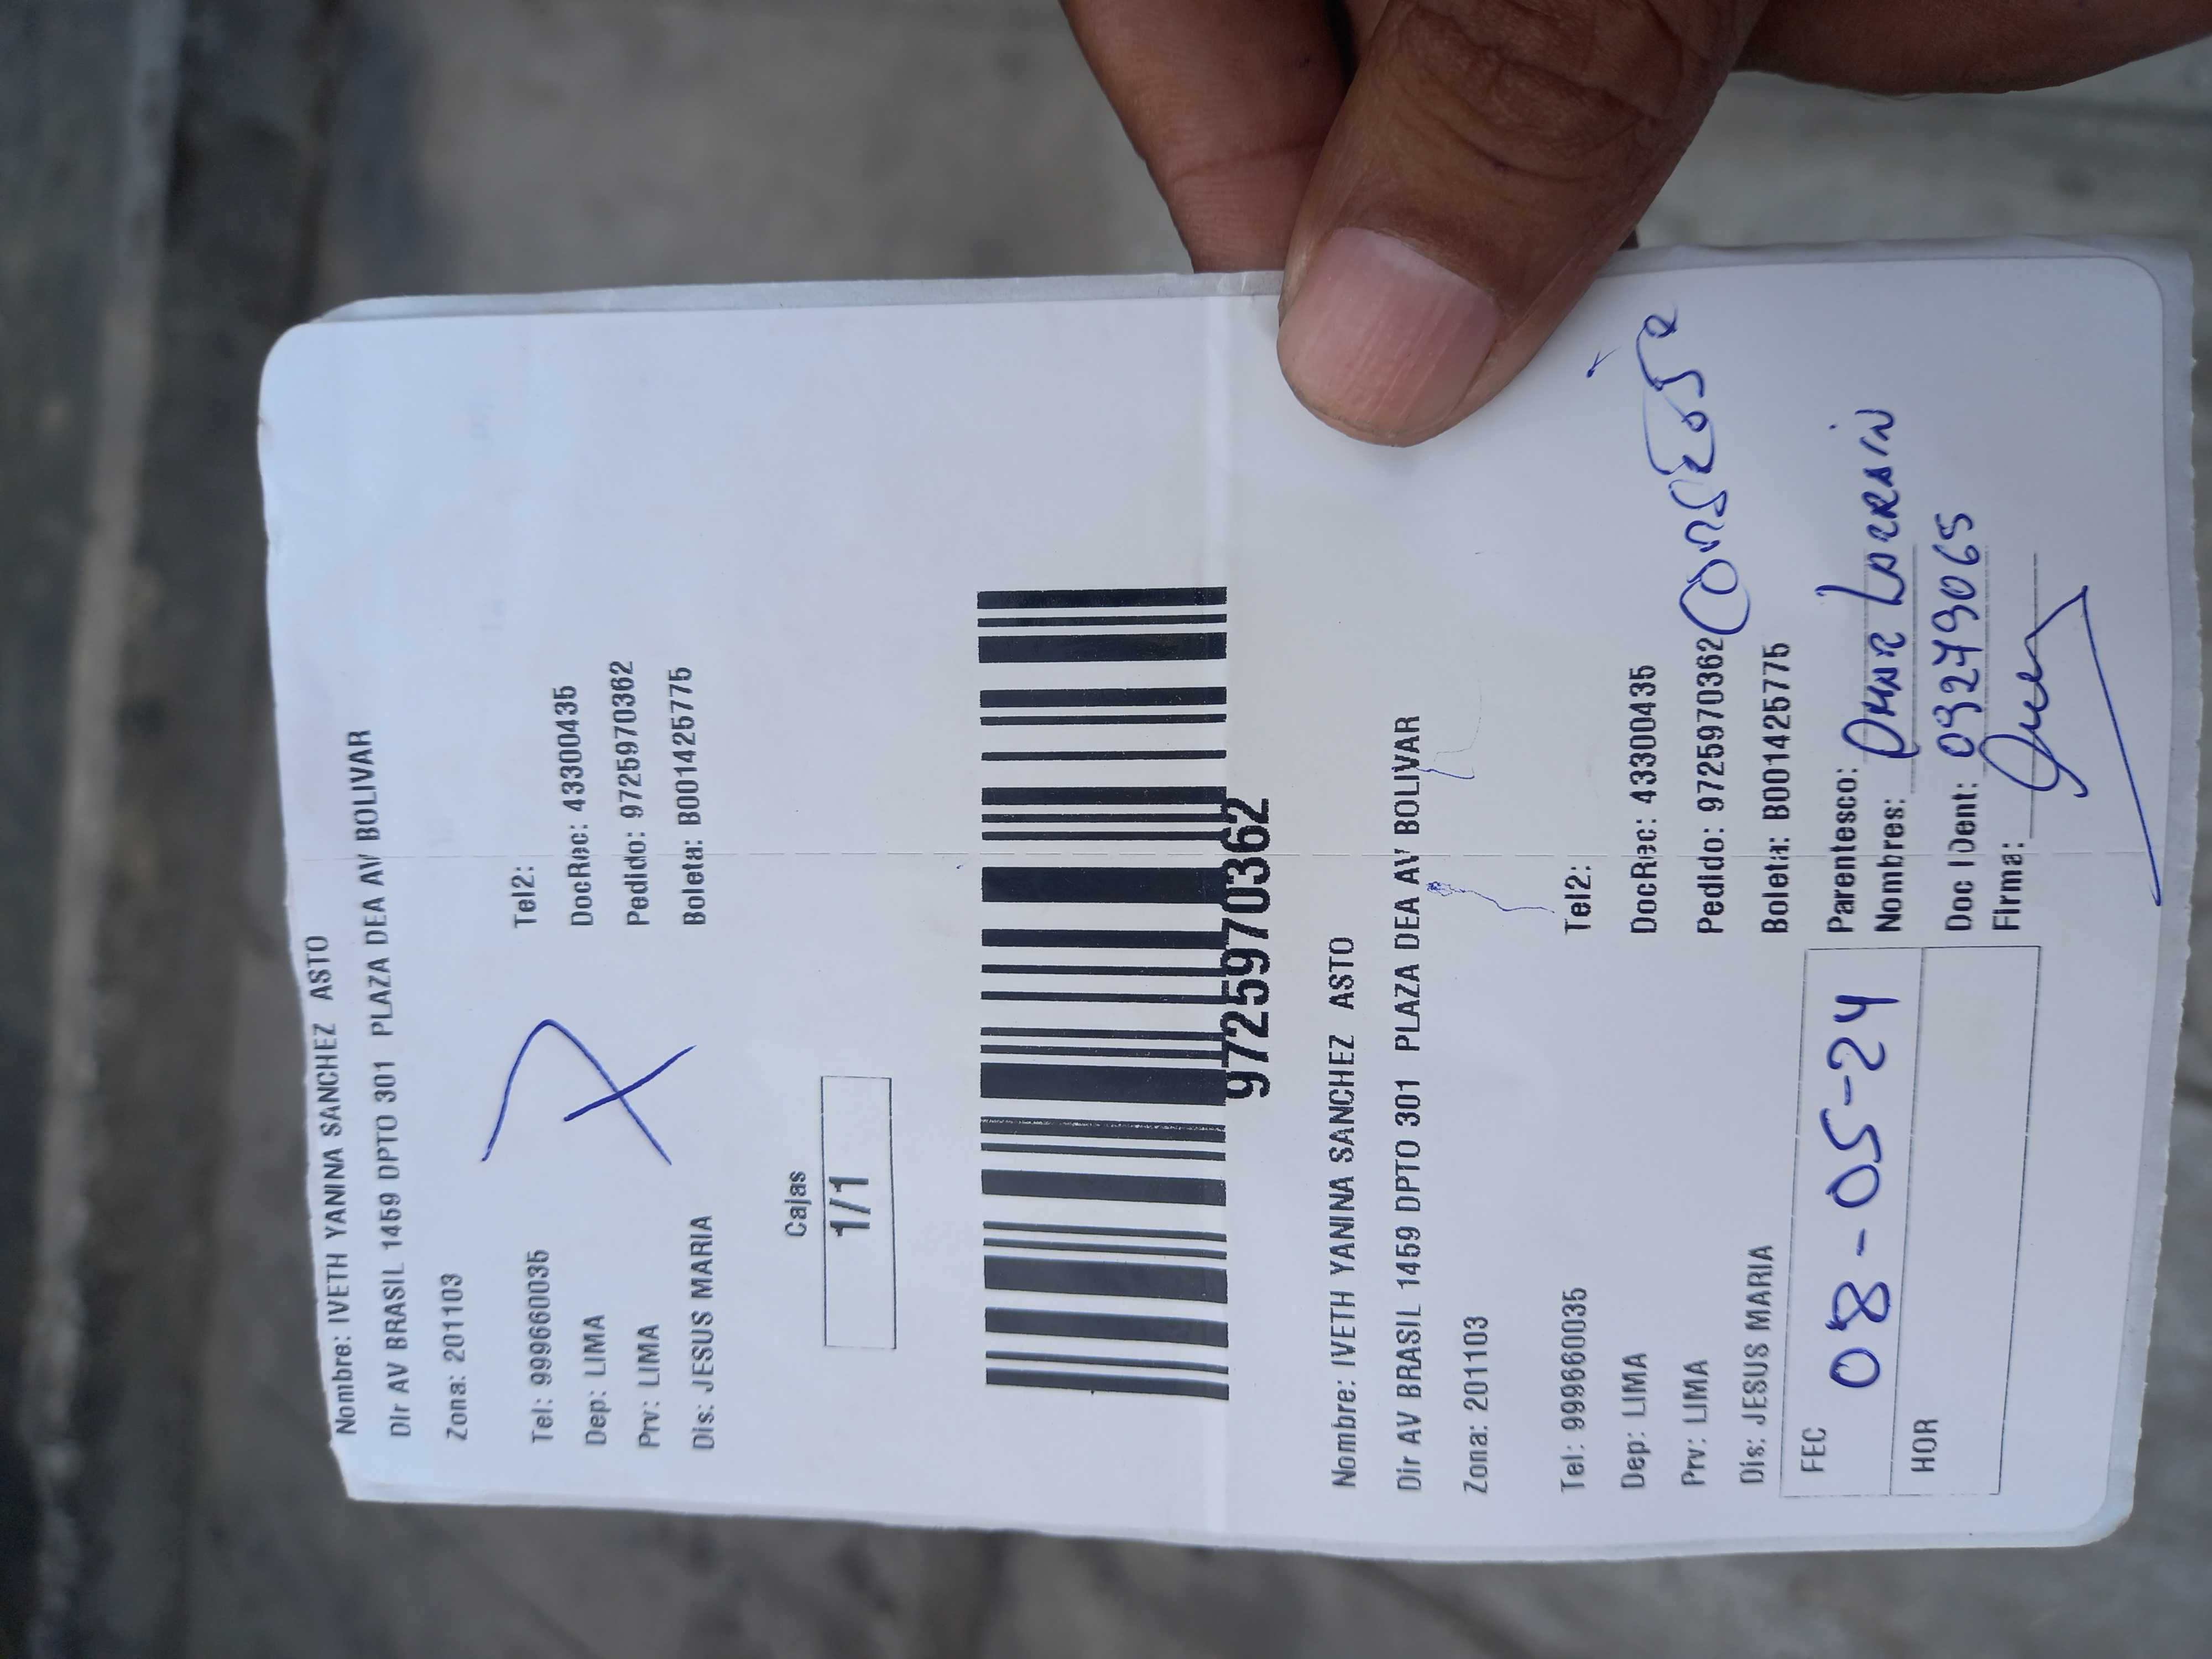 Nombre: IVETH YANINA SANCHEZ ASTO
Dir AV BRASIL 1459 DPTO 301 PLAZA DEA AV BOLIVAR
Zona: 201103
Tel: 999660035 Tel2:
Dep: LIMA DocRec: 43300435
Prv: LIMA Pedido: 9725970362
Dis: JESUS MARIA Boleta: B001425775
Cajas
1/1
9725970362
Nombre: IVETH YANINA SANCHEZ ASTO
Dir AV BRASIL 1459 DPTO 301 PLAZA DEA AV BOLIVAR
Zona: 201103
Tel: 999660035 Tel2:
Dep: LIMA DocRec: 43300435
Prv: LIMA Pedido: 9725970362
Dis: JESUS MARIA Boleta: B001425775
FEC 08-05-24 Parentesco:
Nombres:
HOR Doc IDent: 09279065
Firma: